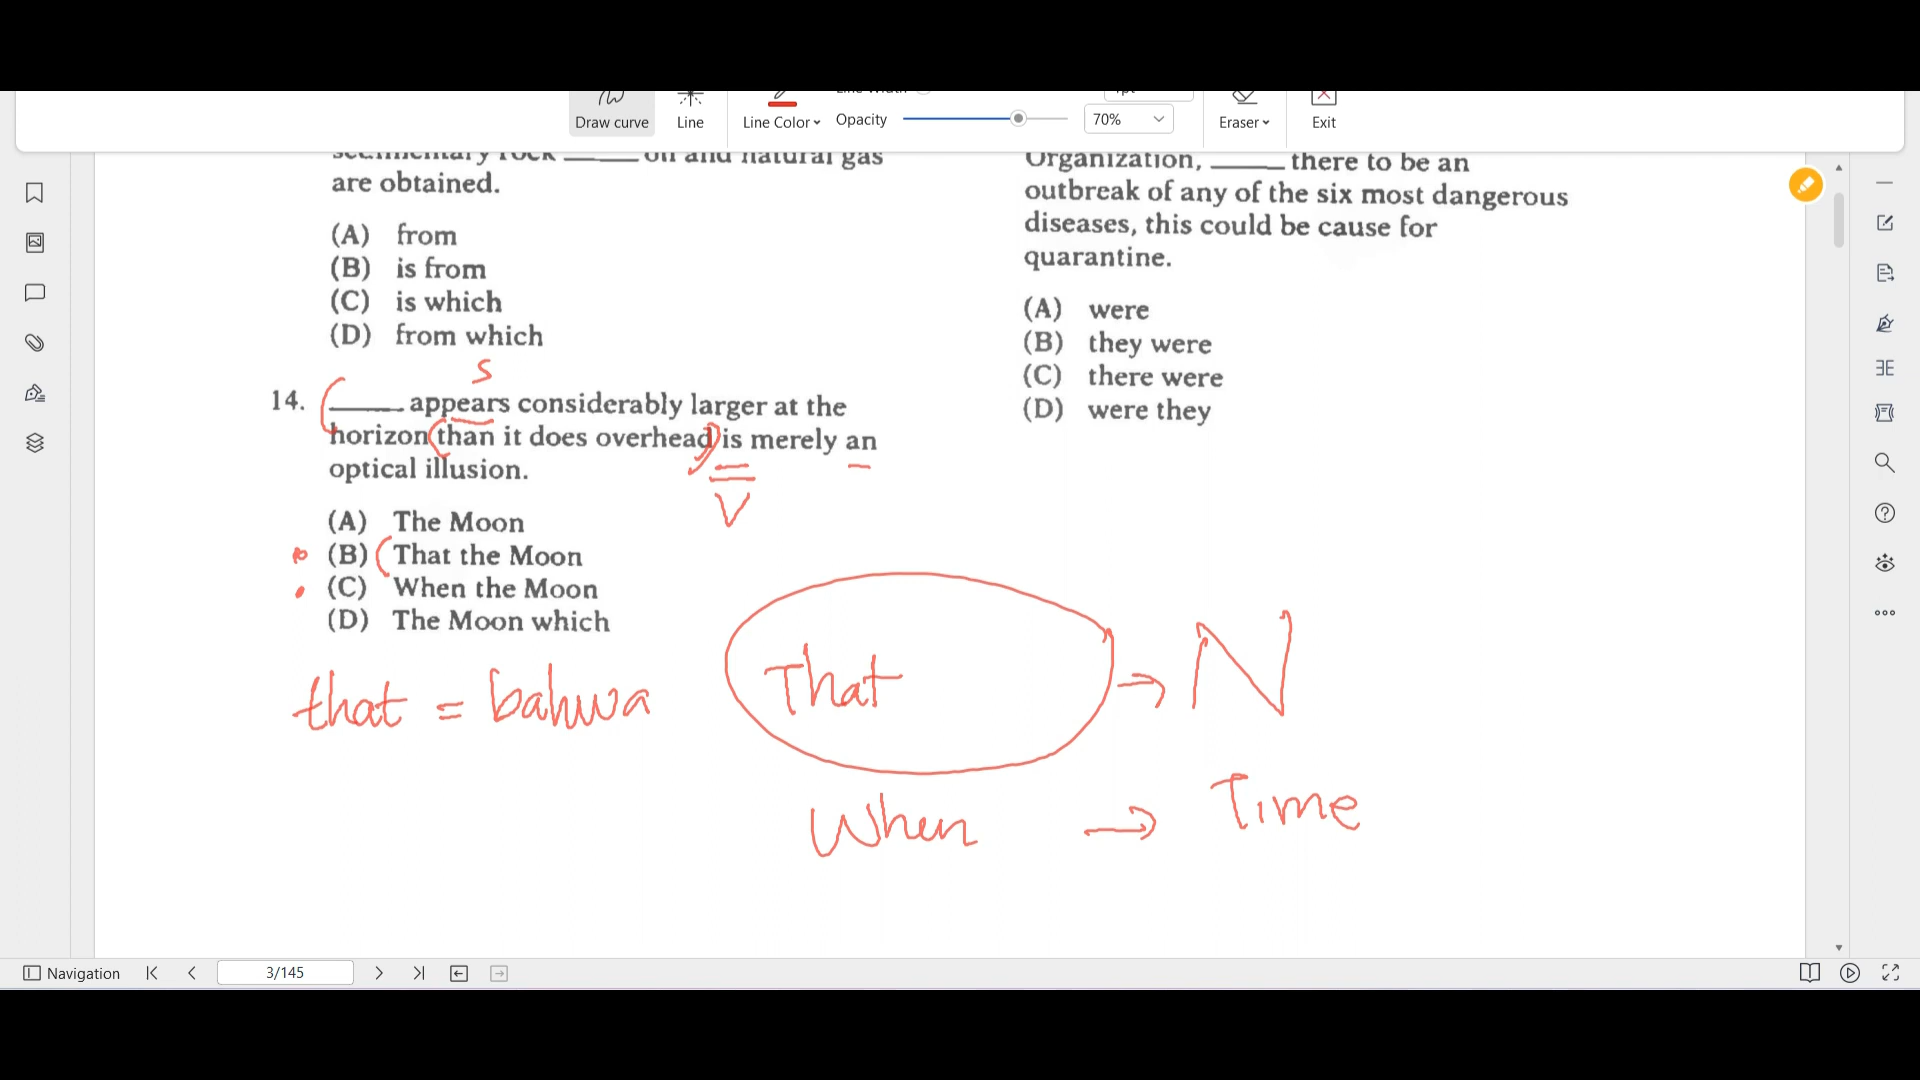 Draw curve
Line
Line Color
Opacity
70%
Eraser
Exit
are obtained.
(A) from
(B) is from
(C) is which
(D) from which
S
14. ______ appears considerably larger at the
horizon (than it does overhead) is merely an
optical illusion.
V
(A) The Moon
(B) (That the Moon
(C) When the Moon
(D) The Moon which
that = bahwa
Organization, ______ there to be an
outbreak of any of the six most dangerous
diseases, this could be cause for
quarantine.
(A) were
(B) they were
(C) there were
(D) were they
That → N
When → Time
Navigation
3/145